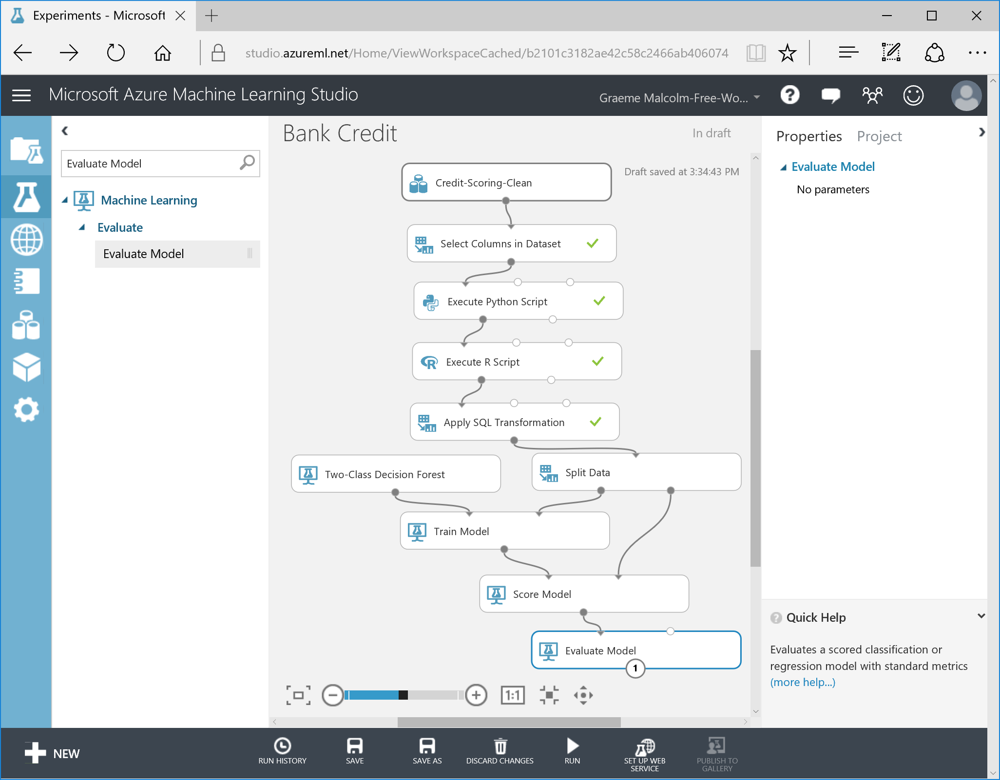 Experiments - Microsoft
studio.azureml.net/Home/ViewWorkspaceCached/b2101c3182ae42c58c2466ab406074
Microsoft Azure Machine Learning Studio
Graeme Malcolm-Free-Wo...
Evaluate Model
Machine Learning
Evaluate
Evaluate Model
Bank Credit
In draft
Draft saved at 3:34:43 PM
Credit-Scoring-Clean
Select Columns in Dataset
Execute Python Script
R
Execute R Script
Apply SQL Transformation
Two-Class Decision Forest
Split Data
Train Model
Score Model
Evaluate Model
1
1:1
Properties
Project
Evaluate Model
No parameters
? Quick Help
Evaluates a scored classification or
regression model with standard metrics
(more help...)
NEW
RUN HISTORY
SAVE
SAVE AS
DISCARD CHANGES
RUN
SET UP WEB
SERVICE
PUBLISH TO
GALLERY